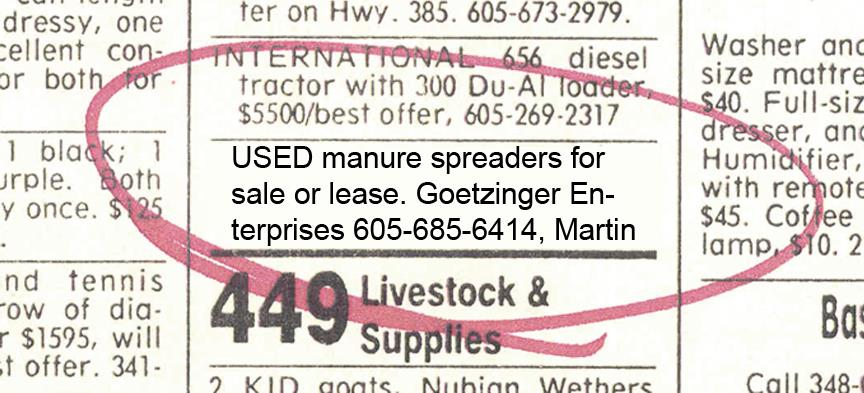 dressy, one
cellent con-
or both for
1 black; 1
urple. Both
y once. $125
nd tennis
row of dia-
r $1595, will
st offer. 341-
ter on Hwy. 385. 605-673-2979.
INTERNATIONAL 656 diesel
tractor with 300 Du-Al loader,
$5500/best offer, 605-269-2317
USED manure spreaders for
sale or lease. Goetzinger En-
terprises 605-685-6414, Martin
449 Livestock &
Supplies
2 KID goats, Nubian Wethers
Washer and
size mattre
$40. Full-siz
dresser, and
Humidifier,
with remote
$45. Coffee
lamp, $10. 2
Bas
Call 348-